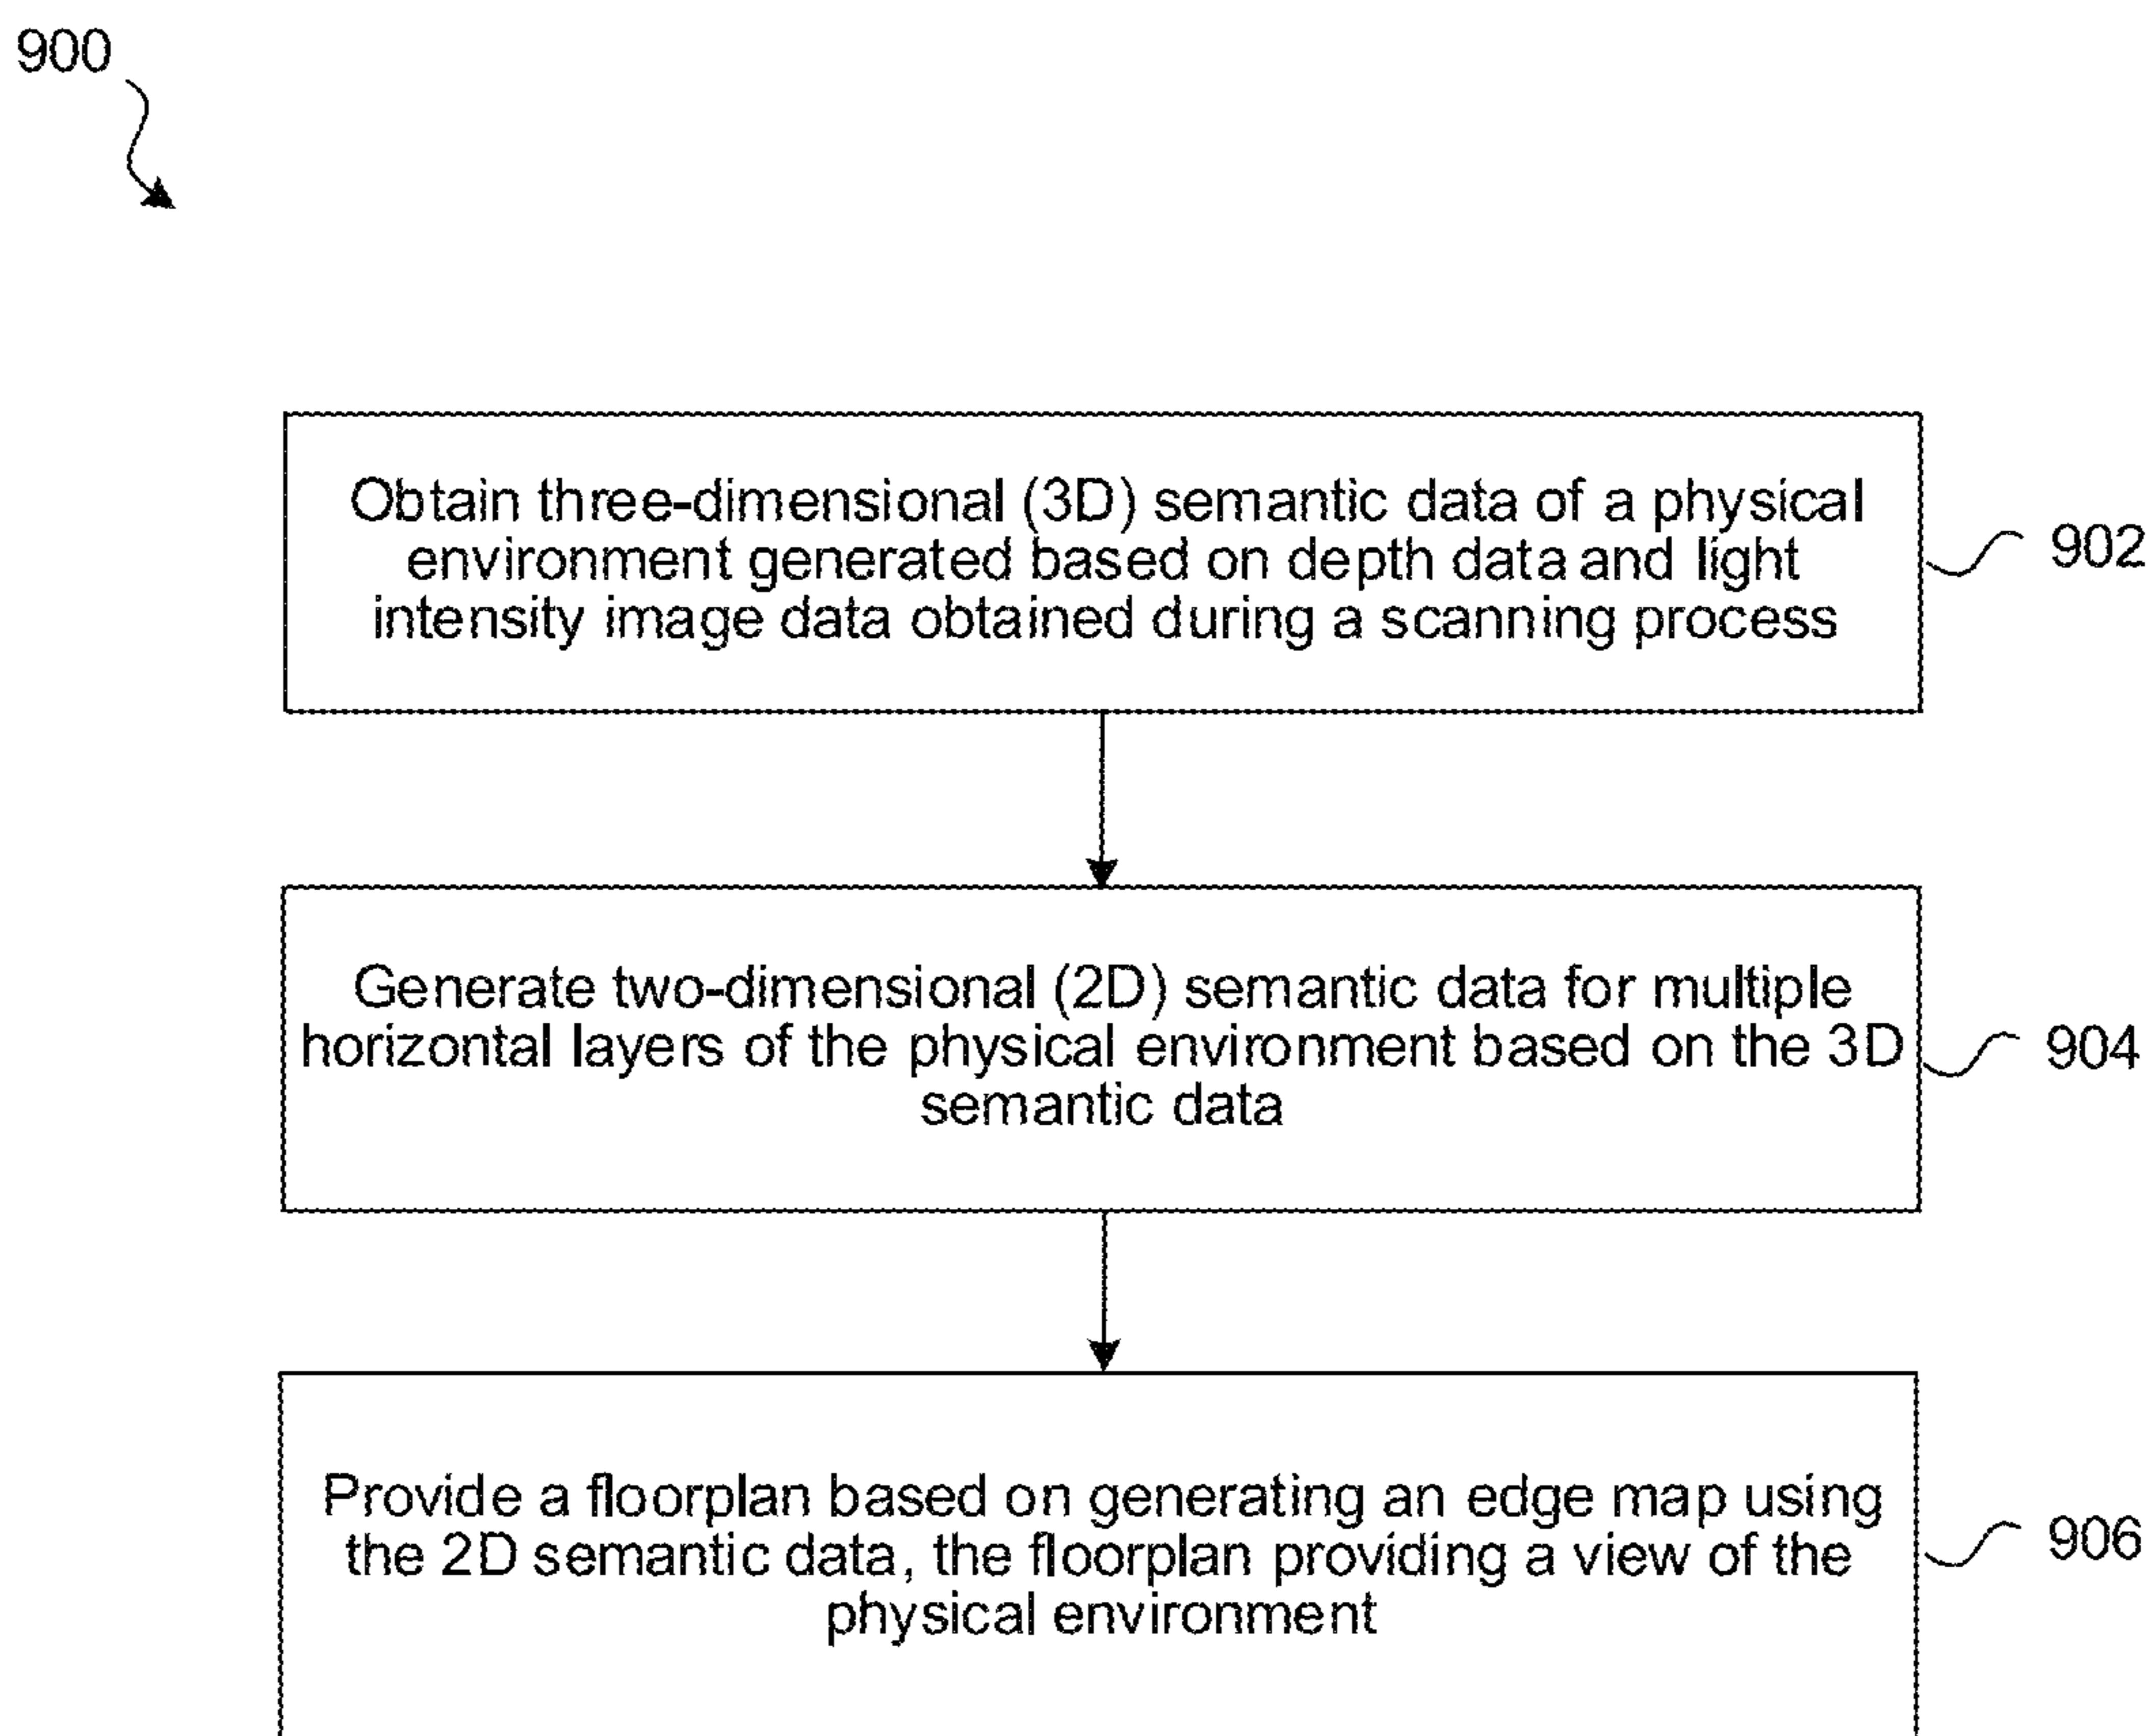 900
Obtain three-dimensional (3D) semantic data of a physical
environment generated based on depth data and light
intensity image data obtained during a scanning process
902
Generate two-dimensional (2D) semantic data for multiple
horizontal layers of the physical environment based on the 3D
semantic data
904
Provide a floorplan based on generating an edge map using
the 2D semantic data, the floorplan providing a view of the
physical environment
906